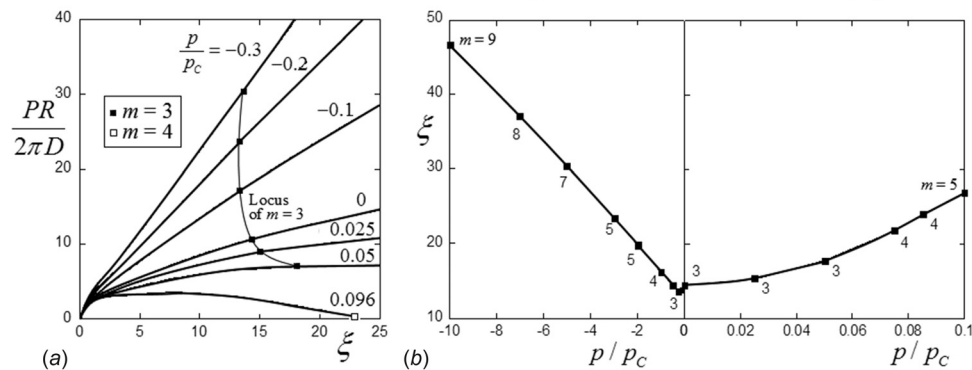 40
30
20
10
0
PR
2πD
p
p_C
= −0.3
−0.2
−0.1
0
0.025
0.05
0.096
■ m = 3
□ m = 4
Locus
of m = 3
0 5 10 15 20 25
ξ
(a)
50
40
30
20
10
ξ
m = 9
8
7
5
5
4
3
3
3
3
4
4
m = 5
-10 -8 -6 -4 -2 0 0.02 0.04 0.06 0.08 0.1
p / p_C
p / p_C
(b)